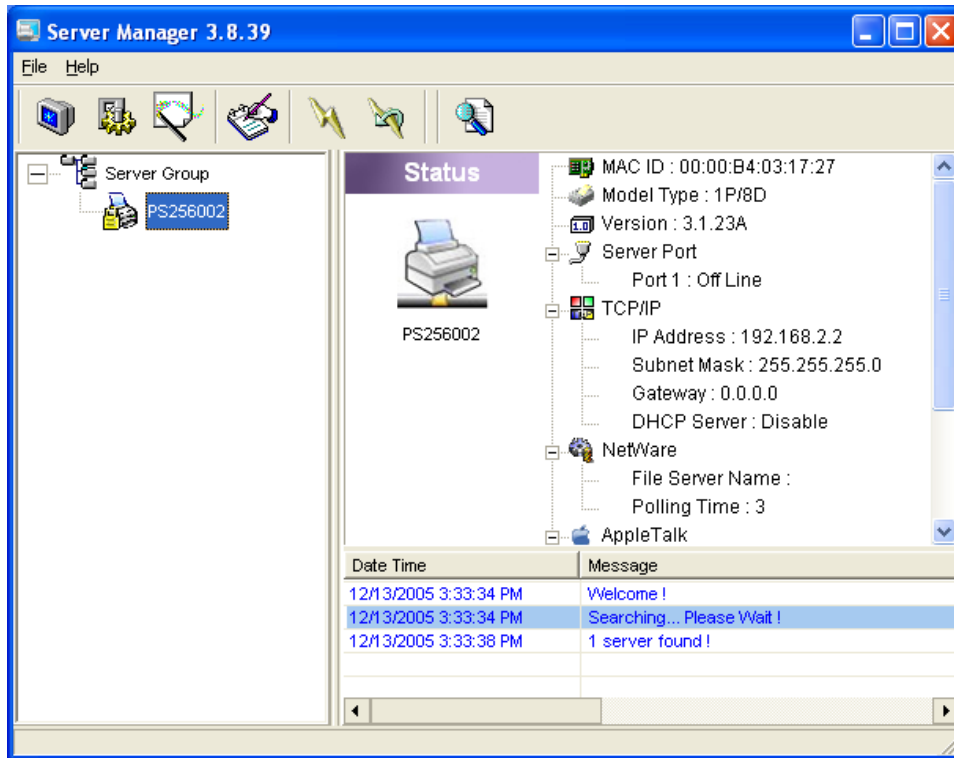 Server Manager 3.8.39
File Help
Server Group
PS256002
Status
PS256002
MAC ID : 00:00:B4:03:17:27
Model Type : 1P/8D
1.0 Version : 3.1.23A
Server Port
Port 1 : Off Line
TCP/IP
IP Address : 192.168.2.2
Subnet Mask : 255.255.255.0
Gateway : 0.0.0.0
DHCP Server : Disable
NetWare
File Server Name :
Polling Time : 3
AppleTalk
Date Time Message
12/13/2005 3:33:34 PM Welcome !
12/13/2005 3:33:34 PM Searching... Please Wait !
12/13/2005 3:33:38 PM 1 server found !